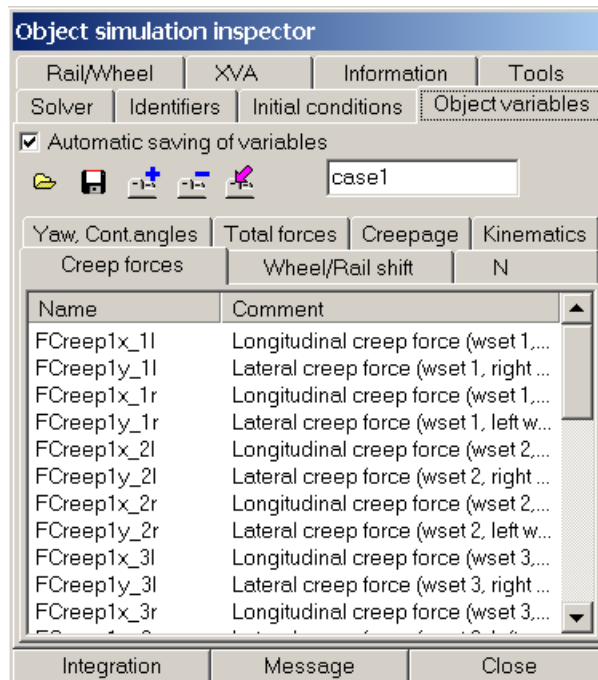 Object simulation inspector
Rail/Wheel XVA Information Tools
Solver Identifiers Initial conditions Object variables
Automatic saving of variables
case1
Yaw, Cont.angles Total forces Creepage Kinematics
Creep forces Wheel/Rail shift N
Name Comment
FCreep1x_1l Longitudinal creep force (wset 1,...
FCreep1y_1l Lateral creep force (wset 1, right ...
FCreep1x_1r Longitudinal creep force (wset 1,...
FCreep1y_1r Lateral creep force (wset 1, left w...
FCreep1x_2l Longitudinal creep force (wset 2,...
FCreep1y_2l Lateral creep force (wset 2, right ...
FCreep1x_2r Longitudinal creep force (wset 2,...
FCreep1y_2r Lateral creep force (wset 2, left w...
FCreep1x_3l Longitudinal creep force (wset 3,...
FCreep1y_3l Lateral creep force (wset 3, right ...
FCreep1x_3r Longitudinal creep force (wset 3,...
Integration Message Close